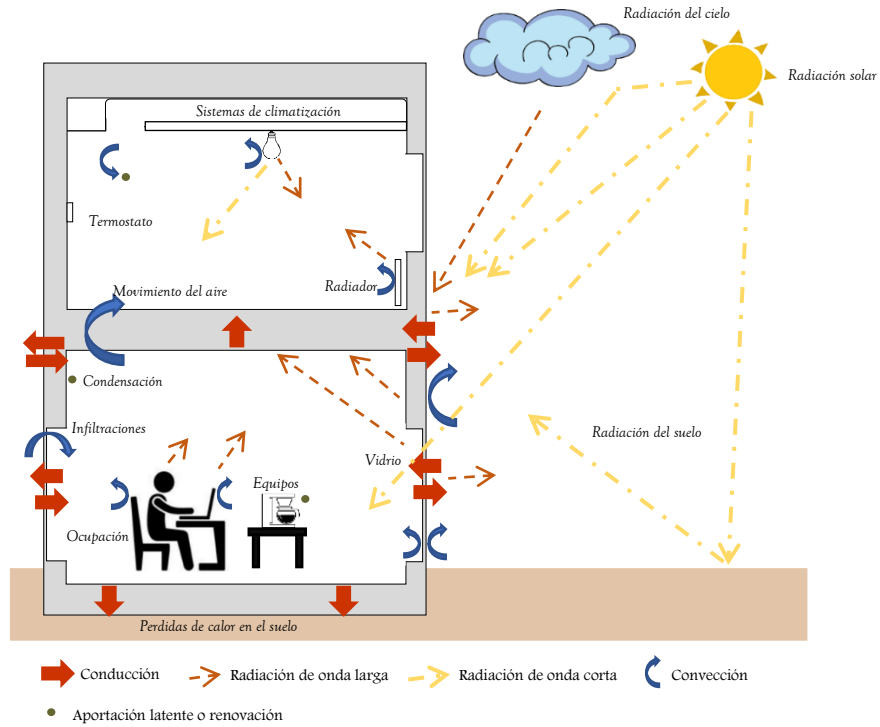 Radiación del cielo
Radiación solar
Sistemas de climatización
Termostato
Movimiento del aire
Radiador
Condensación
Infiltraciones
Radiación del suelo
Vidrio
Equipos
Ocupación
Perdidas de calor en el suelo
Conducción
Radiación de onda larga
Radiación de onda corta
Convección
Aportación latente o renovación